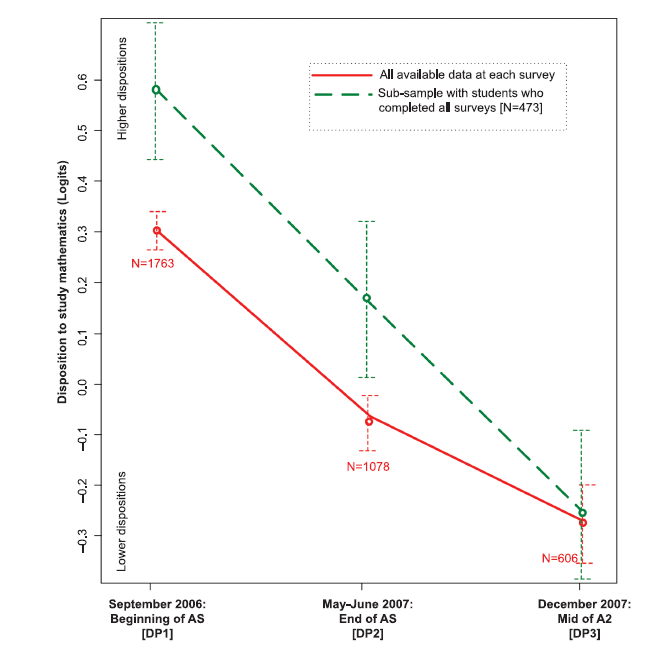 Disposition to study mathematics (Logits)
Higher dispositions
Lower dispositions
0.6
0.5
0.4
0.3
0.2
0.1
0.0
−0.1
−0.2
−0.3
All available data at each survey
Sub-sample with students who
completed all surveys [N=473]
N=1763
N=1078
N=606
September 2006:
Beginning of AS
[DP1]
May-June 2007:
End of AS
[DP2]
December 2007:
Mid of A2
[DP3]